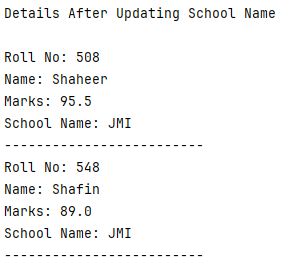 Details After Updating School Name
Roll No: 508
Name: Shaheer
Marks: 95.5
School Name: JMI
-------------------------
Roll No: 548
Name: Shafin
Marks: 89.0
School Name: JMI
-------------------------